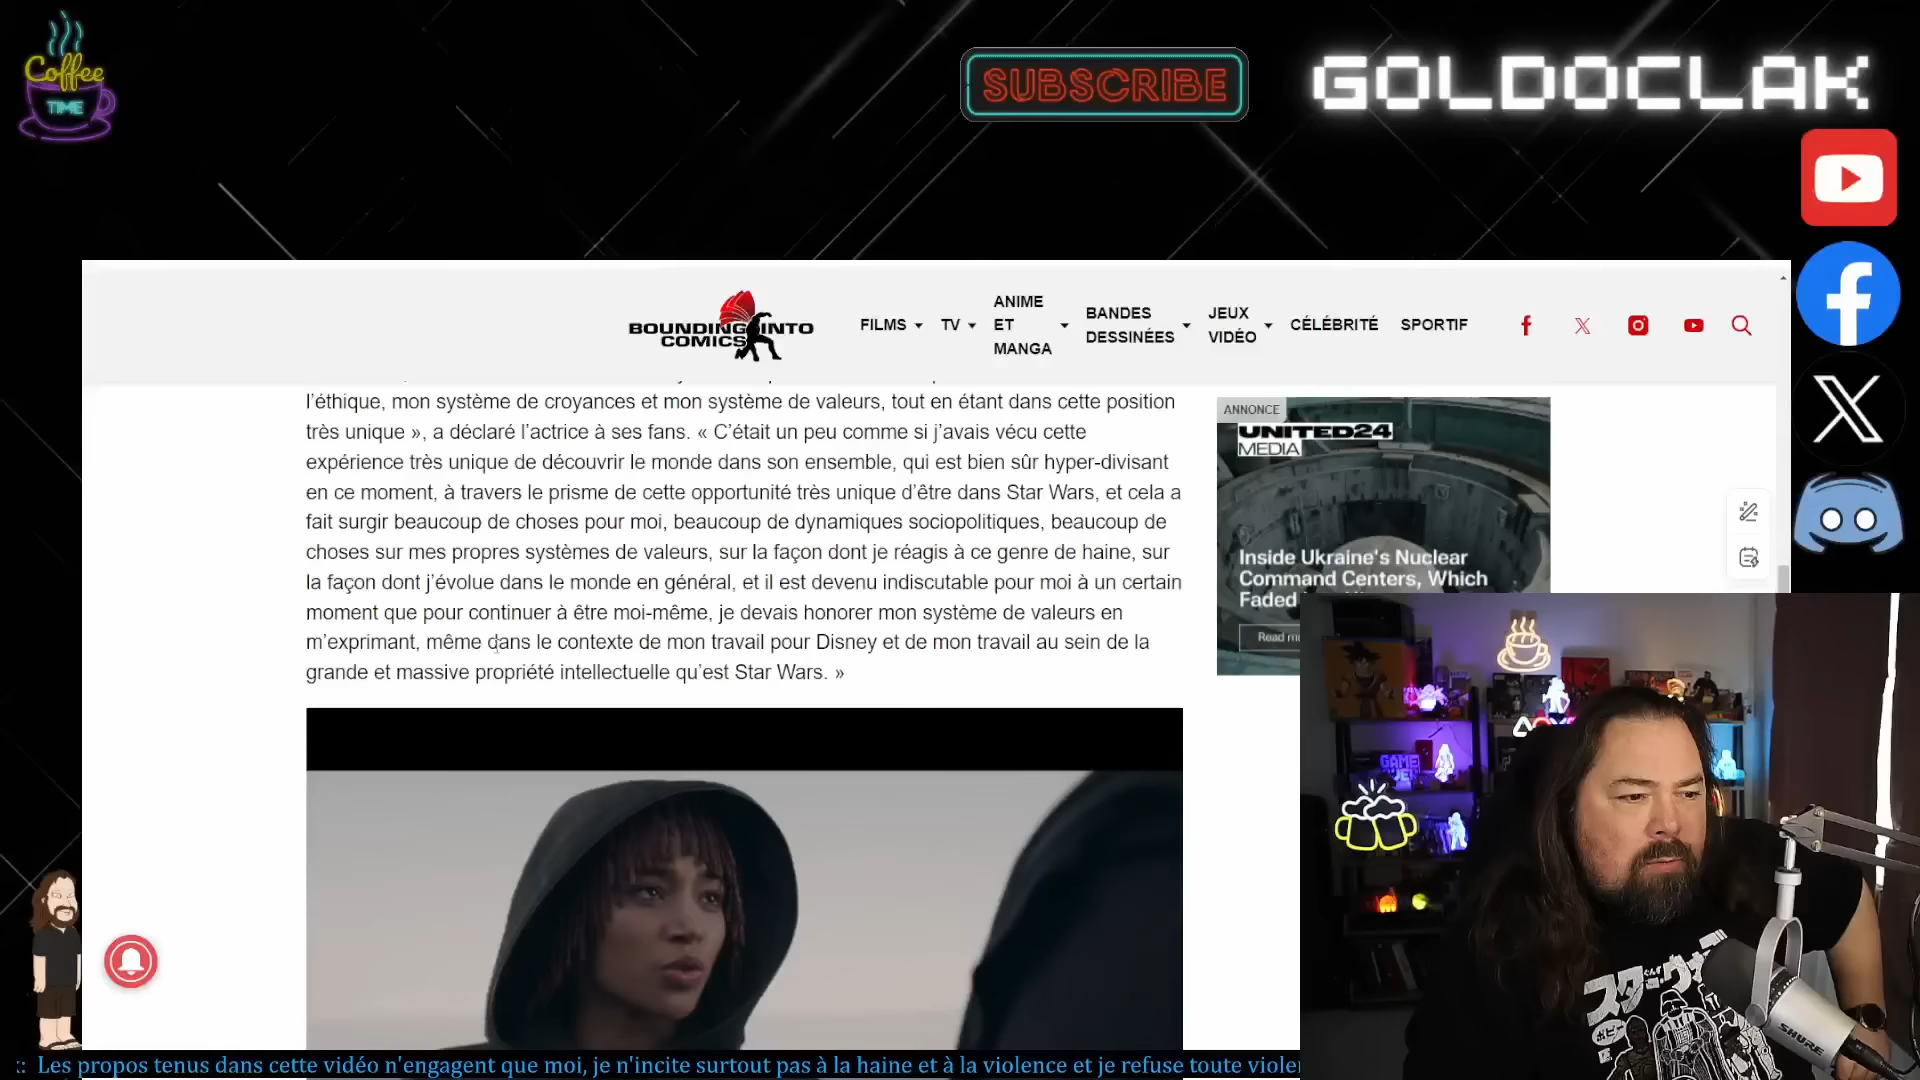 Coffee
TIME
SUBSCRIBE
GOLDOCLAK
BOUNDING INTO
COMICS
FILMS
TV
ANIME
ET
MANGA
BANDES
DESSINÉES
JEUX
VIDÉO
CÉLÉBRITÉ
SPORTIF
l’éthique, mon système de croyances et mon système de valeurs, tout en étant dans cette position
très unique », a déclaré l’actrice à ses fans. « C’était un peu comme si j’avais vécu cette
expérience très unique de découvrir le monde dans son ensemble, qui est bien sûr hyper-divisant
en ce moment, à travers le prisme de cette opportunité très unique d’être dans Star Wars, et cela a
fait surgir beaucoup de choses pour moi, beaucoup de dynamiques sociopolitiques, beaucoup de
choses sur mes propres systèmes de valeurs, sur la façon dont je réagis à ce genre de haine, sur
la façon dont j’évolue dans le monde en général, et il est devenu indiscutable pour moi à un certain
moment que pour continuer à être moi-même, je devais honorer mon système de valeurs en
m’exprimant, même dans le contexte de mon travail pour Disney et de mon travail au sein de la
grande et massive propriété intellectuelle qu’est Star Wars. »
ANNONCE
UNITED24
MEDIA
Inside Ukraine's Nuclear
Command Centers, Which
Faded
Read
GAME
SHURE
Les propos tenus dans cette vidéo n'engagent que moi, je n'incite surtout pas à la haine et à la violence et je refuse toute